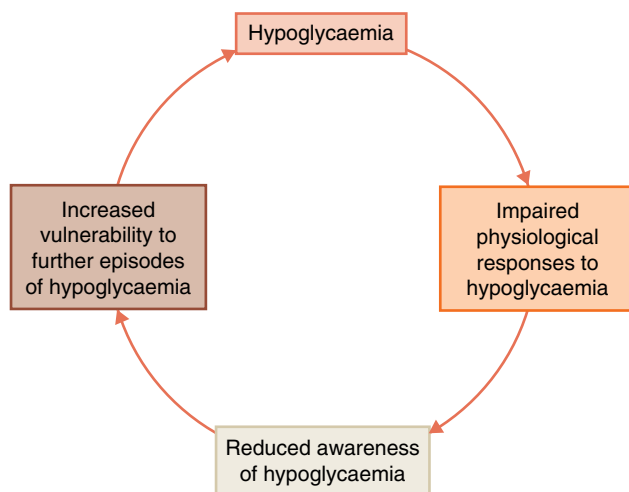 Hypoglycaemia
Impaired
physiological
responses to
hypoglycaemia
Reduced awareness
of hypoglycaemia
Increased
vulnerability to
further episodes
of hypoglycaemia